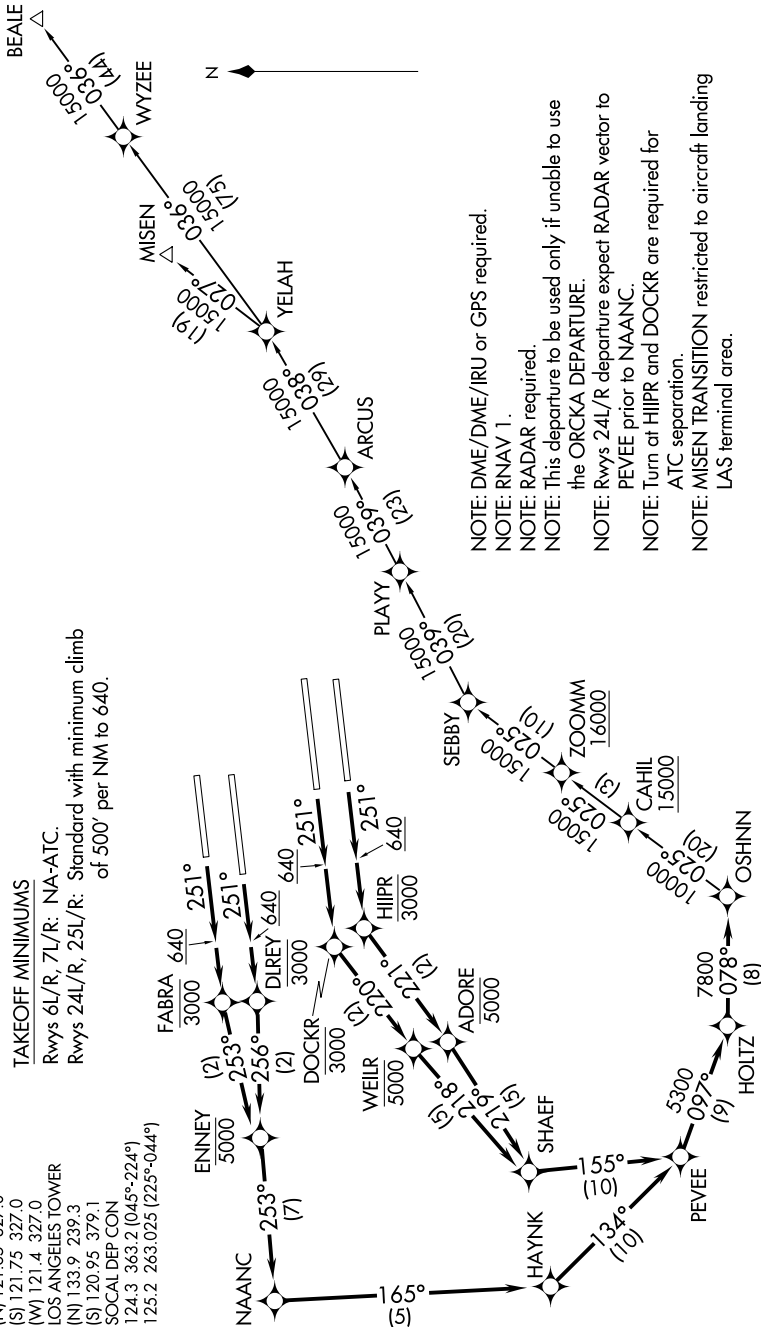 (S) 121.75 327.0
(W) 121.4 327.0
LOS ANGELES TOWER
(N) 133.9 239.3
(S) 120.95 379.1
SOCAL DEP CON
124.3 363.2 (045°-224°)
125.2 263.025 (225°-044°)
TAKEOFF MINIMUMS
Rwys 6L/R, 7L/R: NA-ATC.
Rwys 24L/R, 25L/R: Standard with minimum climb
of 500' per NM to 640.
N
BEALE
15000
036°
(44)
WYZEE
036°
15000
(75)
MISEN
15000
027°
(19)
YELAH
15000
038°
(29)
ARCUS
15000
039°
(23)
PLAYY
15000
039°
(20)
SEBBY
15000
025°
(10)
ZOOMM
16000
15000
025°
(3)
CAHIL
15000
10000
025°
(20)
OSHNN
7800
078°
(8)
HOLTZ
5300
097°
(9)
PEVEE
134°
(10)
155°
(10)
HAYNK
165°
(5)
NAANC
253°
(7)
ENNEY
5000
(2)
253°
256°
(2)
FABRA
3000
640
251°
DLREY
3000
640
251°
DOCKR
3000
640
251°
HIIPR
3000
640
251°
220°
(2)
221°
(2)
WEILR
5000
ADORE
5000
218°
(5)
219°
(5)
SHAEF
NOTE: DME/DME/IRU or GPS required.
NOTE: RNAV 1.
NOTE: RADAR required.
NOTE: This departure to be used only if unable to use
the ORCKA DEPARTURE.
NOTE: Rwys 24L/R departure expect RADAR vector to
PEVEE prior to NAANC.
NOTE: Turn at HIIPR and DOCKR are required for
ATC separation.
NOTE: MISEN TRANSITION restricted to aircraft landing
LAS terminal area.